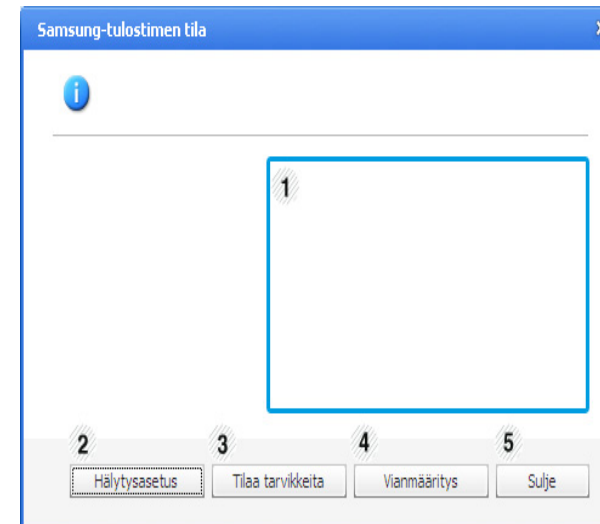 Samsung-tulostimen tila
1
2 3 4 5
Hälytysasetus Tilaa tarvikkeita Vianmääritys Sulje